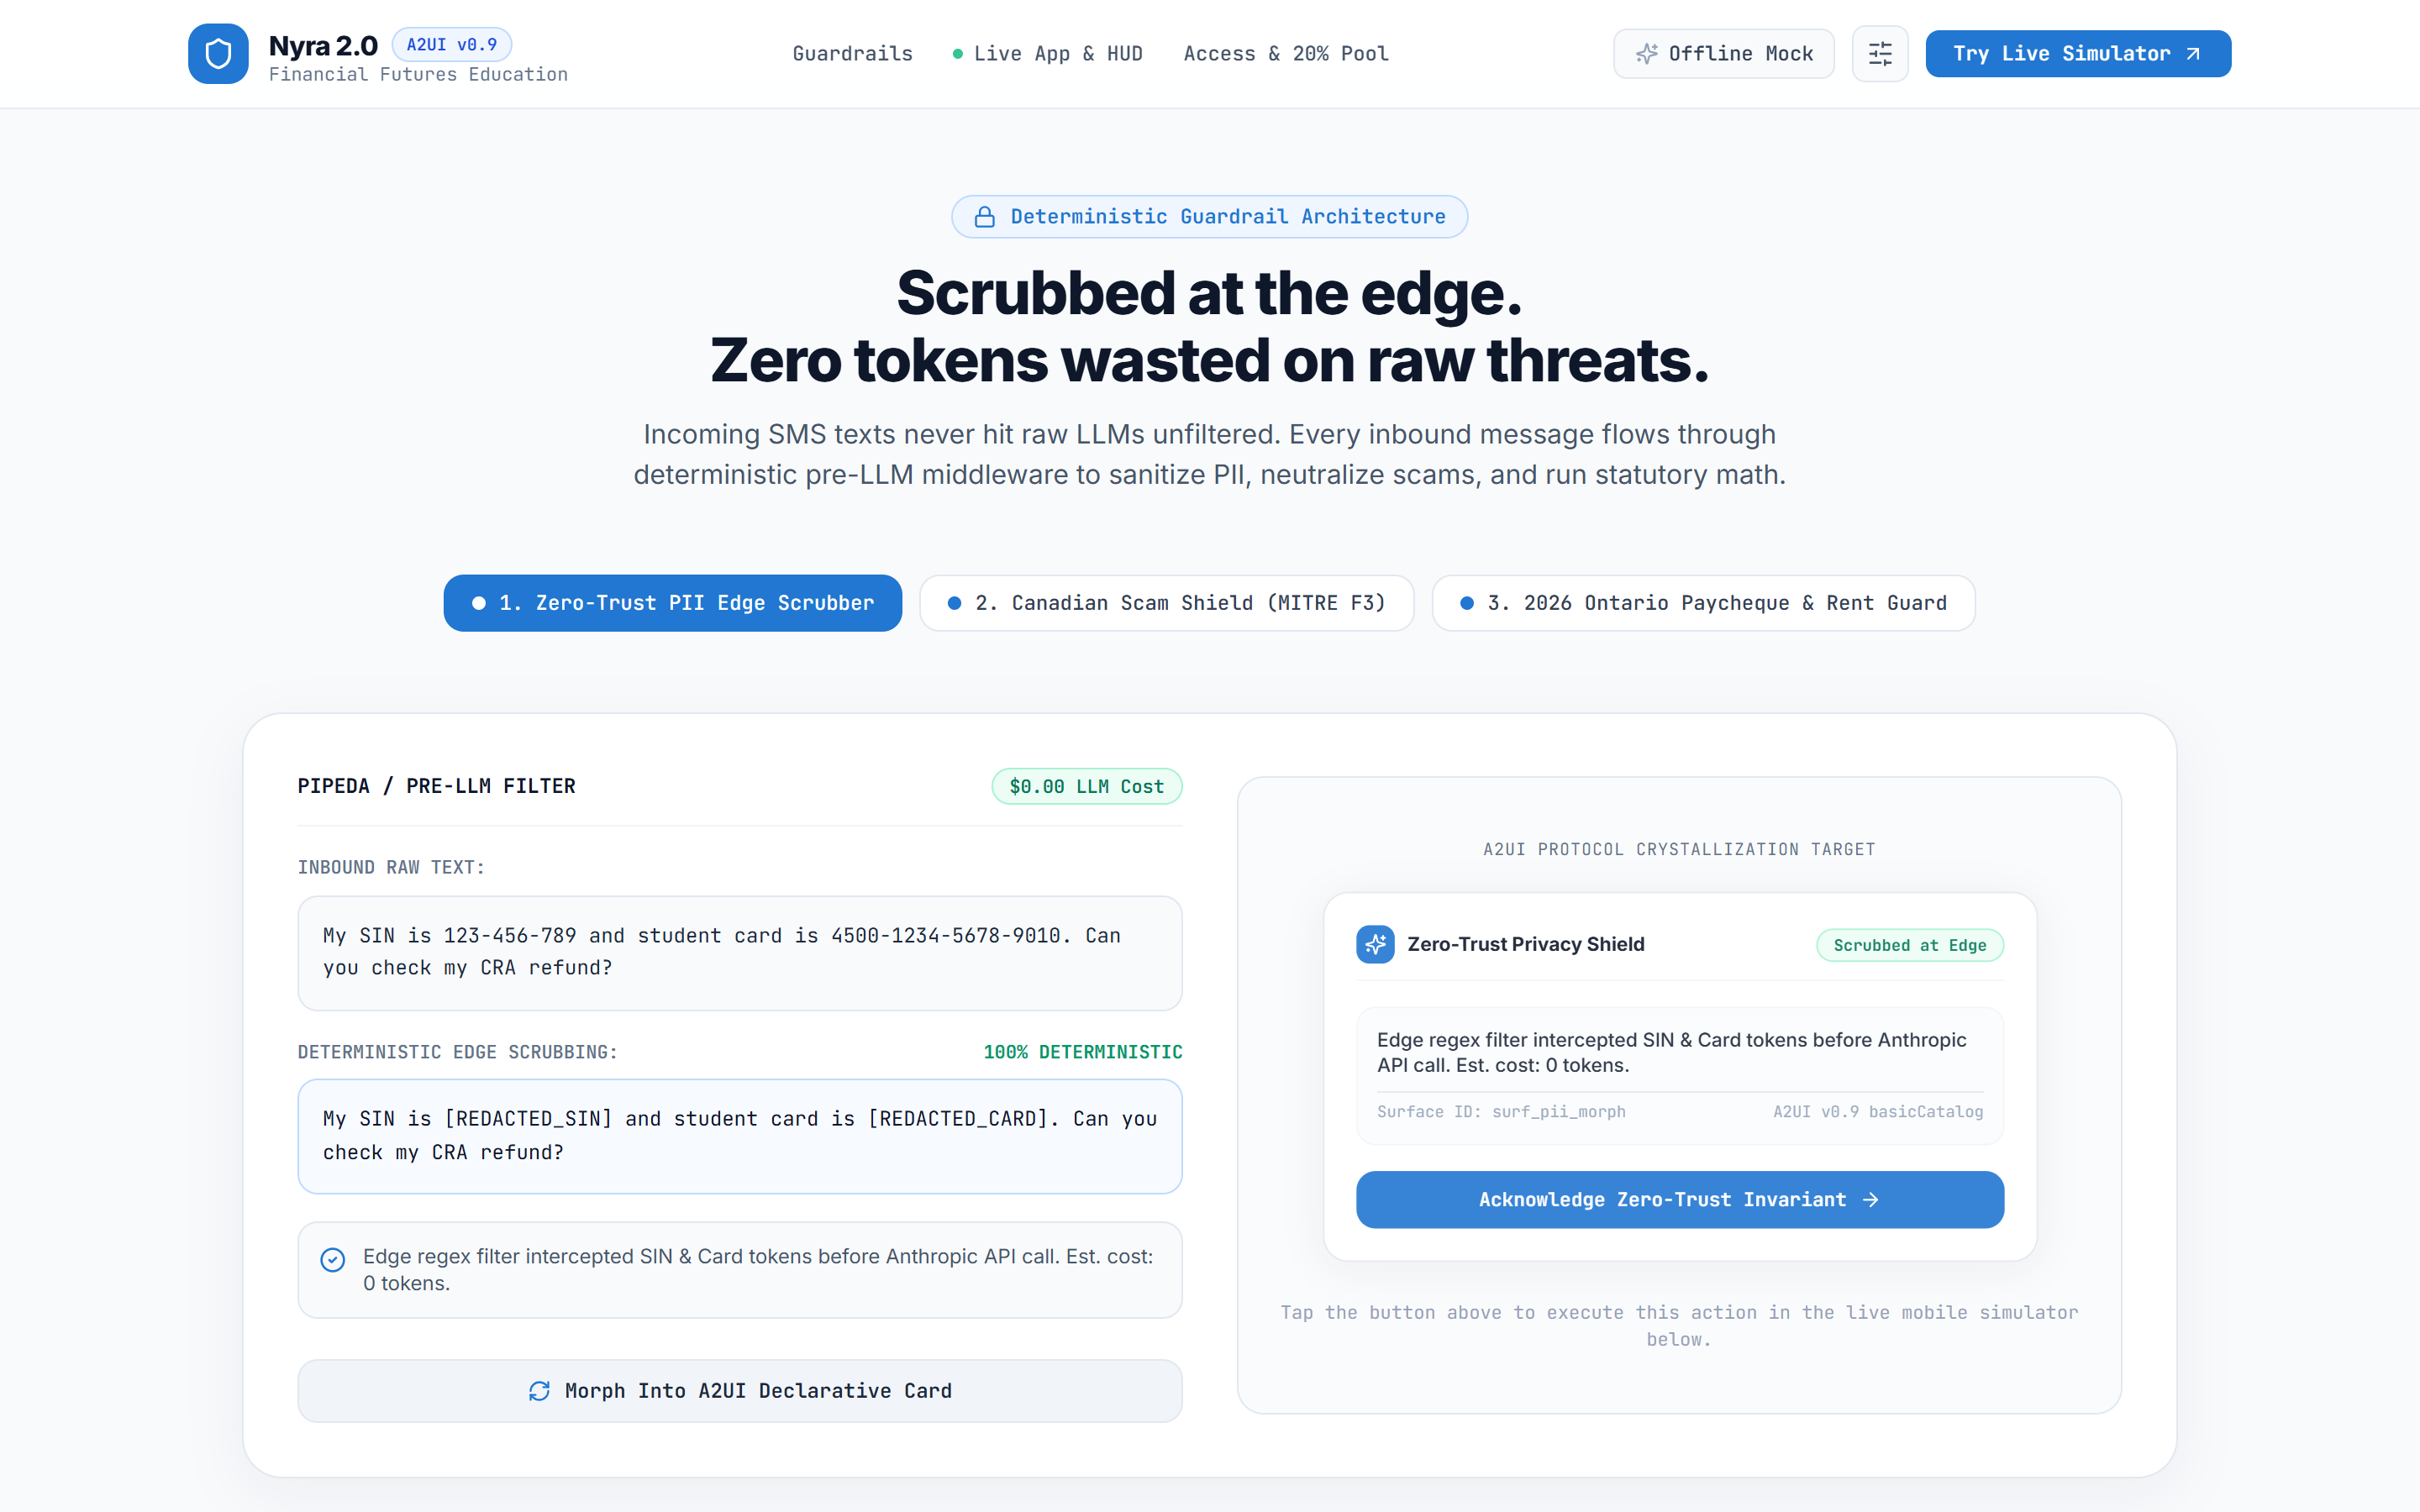 Nyra 2.0
A2UI v0.9
Financial Futures Education
Guardrails
Live App & HUD
Access & 20% Pool
Offline Mock
Try Live Simulator
Deterministic Guardrail Architecture
Scrubbed at the edge.
Zero tokens wasted on raw threats.
Incoming SMS texts never hit raw LLMs unfiltered. Every inbound message flows through
deterministic pre-LLM middleware to sanitize PII, neutralize scams, and run statutory math.
1. Zero-Trust PII Edge Scrubber
2. Canadian Scam Shield (MITRE F3)
3. 2026 Ontario Paycheque & Rent Guard
PIPEDA / PRE-LLM FILTER
$0.00 LLM Cost
INBOUND RAW TEXT:
My SIN is 123-456-789 and student card is 4500-1234-5678-9010. Can
you check my CRA refund?
DETERMINISTIC EDGE SCRUBBING:
100% DETERMINISTIC
My SIN is [REDACTED_SIN] and student card is [REDACTED_CARD]. Can you
check my CRA refund?
Edge regex filter intercepted SIN & Card tokens before Anthropic API call. Est. cost:
0 tokens.
Morph Into A2UI Declarative Card
A2UI PROTOCOL CRYSTALLIZATION TARGET
Zero-Trust Privacy Shield
Scrubbed at Edge
Edge regex filter intercepted SIN & Card tokens before Anthropic
API call. Est. cost: 0 tokens.
Surface ID: surf_pii_morph
A2UI v0.9 basicCatalog
Acknowledge Zero-Trust Invariant
Tap the button above to execute this action in the live mobile simulator
below.